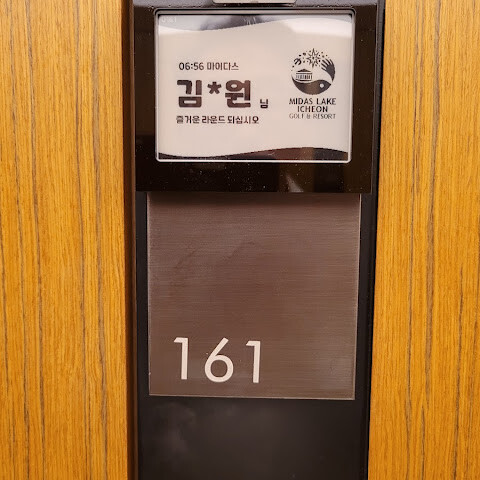 06:56 마이다스
김*원 님
즐거운 라운드 되십시오
MIDAS LAKE
ICHEON
GOLF & RESORT
161